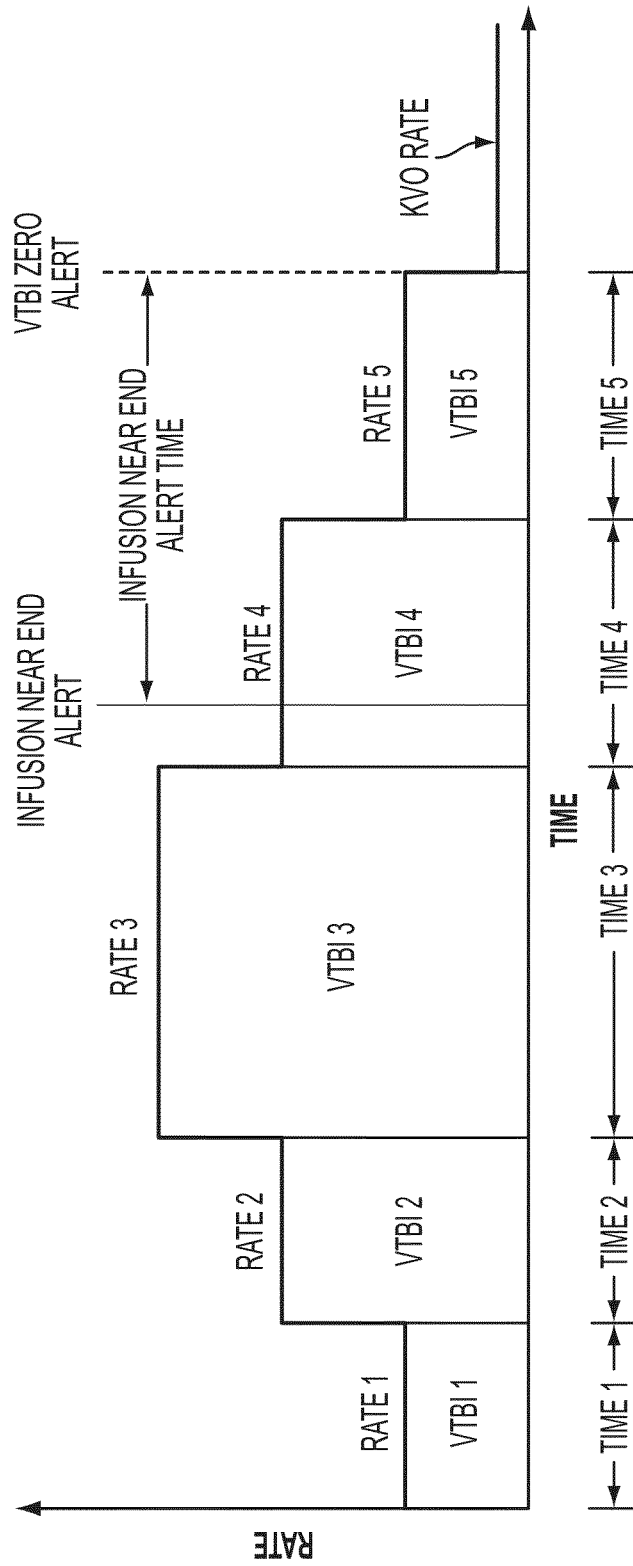 INFUSION NEAR END
ALERT
VTBI ZERO
ALERT
INFUSION NEAR END
ALERT TIME
RATE
RATE 1
RATE 2
RATE 3
RATE 4
RATE 5
KVO RATE
VTBI 1
VTBI 2
VTBI 3
VTBI 4
VTBI 5
TIME
TIME 1
TIME 2
TIME 3
TIME 4
TIME 5